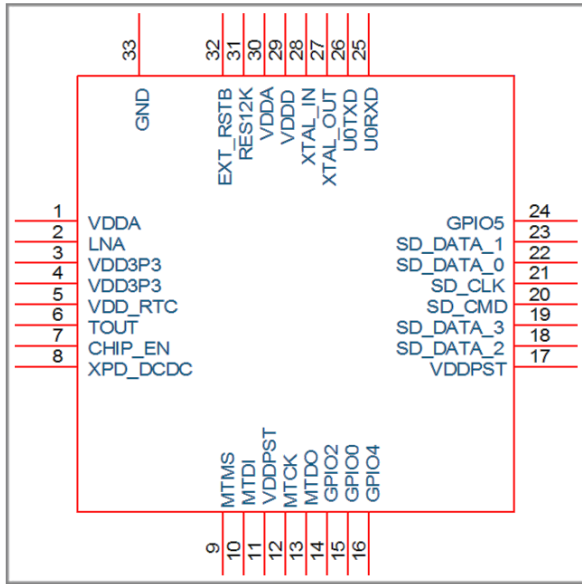 33 32 31 30 29 28 27 26 25
GND EXT_RSTB RES12K VDDA VDDD XTAL_IN XTAL_OUT U0TXD U0RXD
1 VDDA GPIO5 24
2 LNA SD_DATA_1 23
3 VDD3P3 SD_DATA_0 22
4 VDD3P3 SD_CLK 21
5 VDD_RTC SD_CMD 20
6 TOUT SD_DATA_3 19
7 CHIP_EN SD_DATA_2 18
8 XPD_DCDC VDDPST 17
MTMS MTDI VDDPST MTCK MTDO GPIO2 GPIO0 GPIO4
9 10 11 12 13 14 15 16